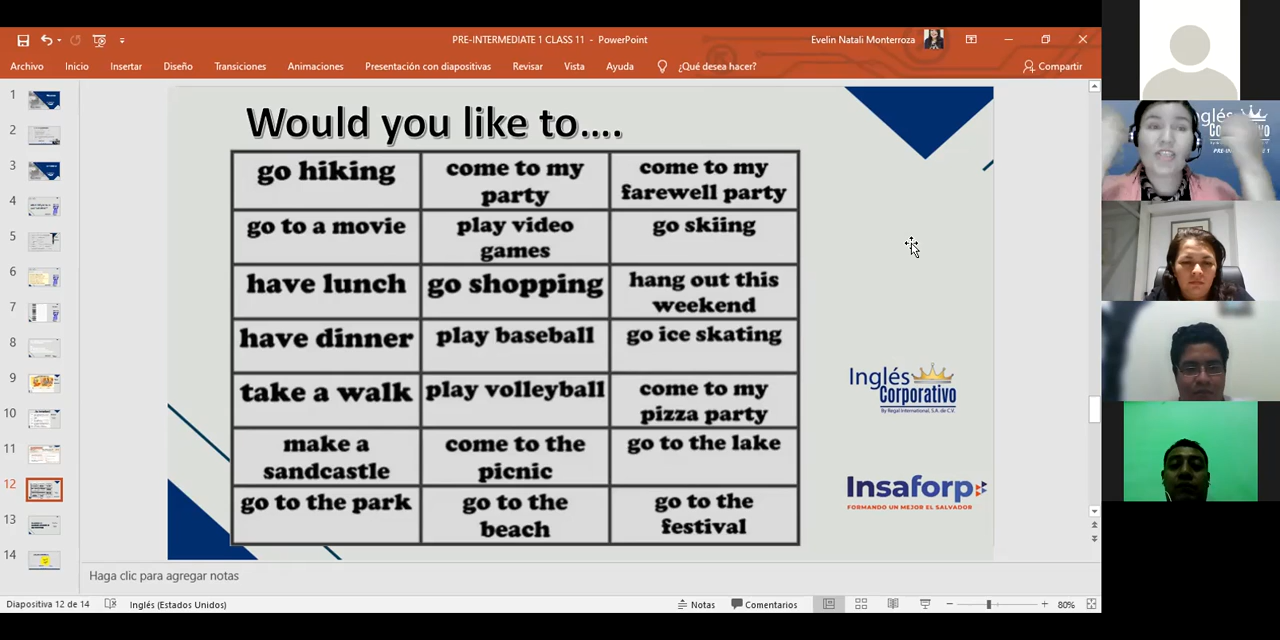 PRE-INTERMEDIATE 1 CLASS 11 - PowerPoint
Evelin Natali Monterroza
Archivo Inicio Insertar Diseño Transiciones Animaciones Presentación con diapositivas Revisar Vista Ayuda ¿Qué desea hacer? Compartir
1
2
3
4
5
6
7
8
9
10
11
12
13
14
Would you like to....
go hiking
come to my
party
come to my
farewell party
go to a movie
play video
games
go skiing
have lunch
go shopping
hang out this
weekend
have dinner
play baseball
go ice skating
take a walk
play volleyball
come to my
pizza party
make a
sandcastle
come to the
picnic
go to the lake
go to the park
go to the
beach
go to the
festival
Inglés
Corporativo
By Regal International, S.A. de C.V.
Insaforp
FORMANDO UN MEJOR EL SALVADOR
Haga clic para agregar notas
Diapositiva 12 de 14 Inglés (Estados Unidos) Notas Comentarios 80%
Corporativo